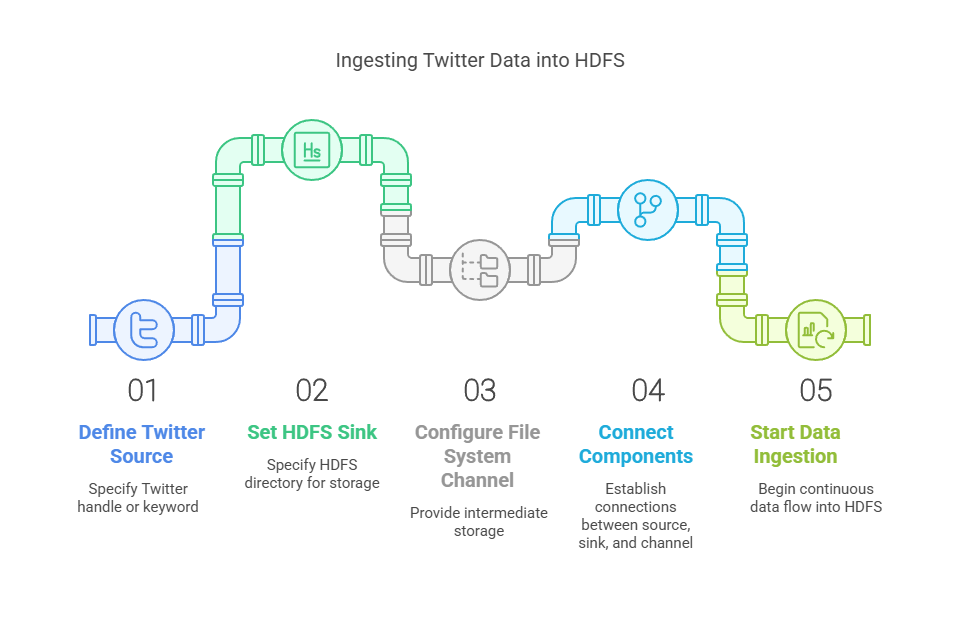 Ingesting Twitter Data into HDFS
Hs
01
Define Twitter
Source
Specify Twitter
handle or keyword
02
Set HDFS Sink
Specify HDFS
directory for storage
03
Configure File
System
Channel
Provide intermediate
storage
04
Connect
Components
Establish
connections
between source,
sink, and channel
05
Start Data
Ingestion
Begin continuous
data flow into HDFS